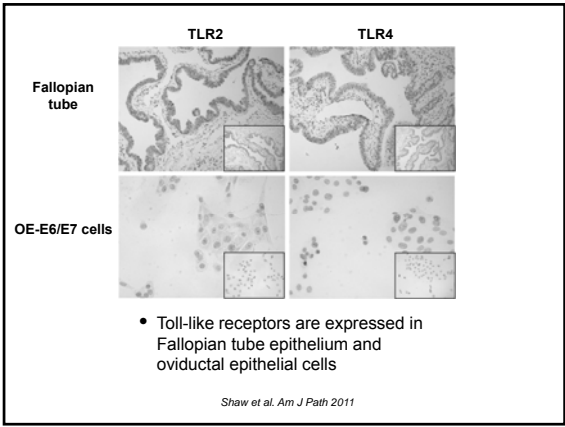 TLR2 TLR4
Fallopian
tube
OE-E6/E7 cells
• Toll-like receptors are expressed in
Fallopian tube epithelium and
oviductal epithelial cells
Shaw et al. Am J Path 2011